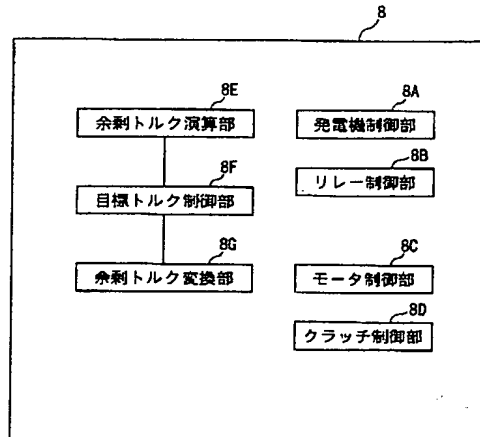 8
8E
余剰トルク演算部
8F
目標トルク制御部
8G
余剰トルク変換部
8A
発電機制御部
8B
リレー制御部
8C
モータ制御部
8D
クラッチ制御部